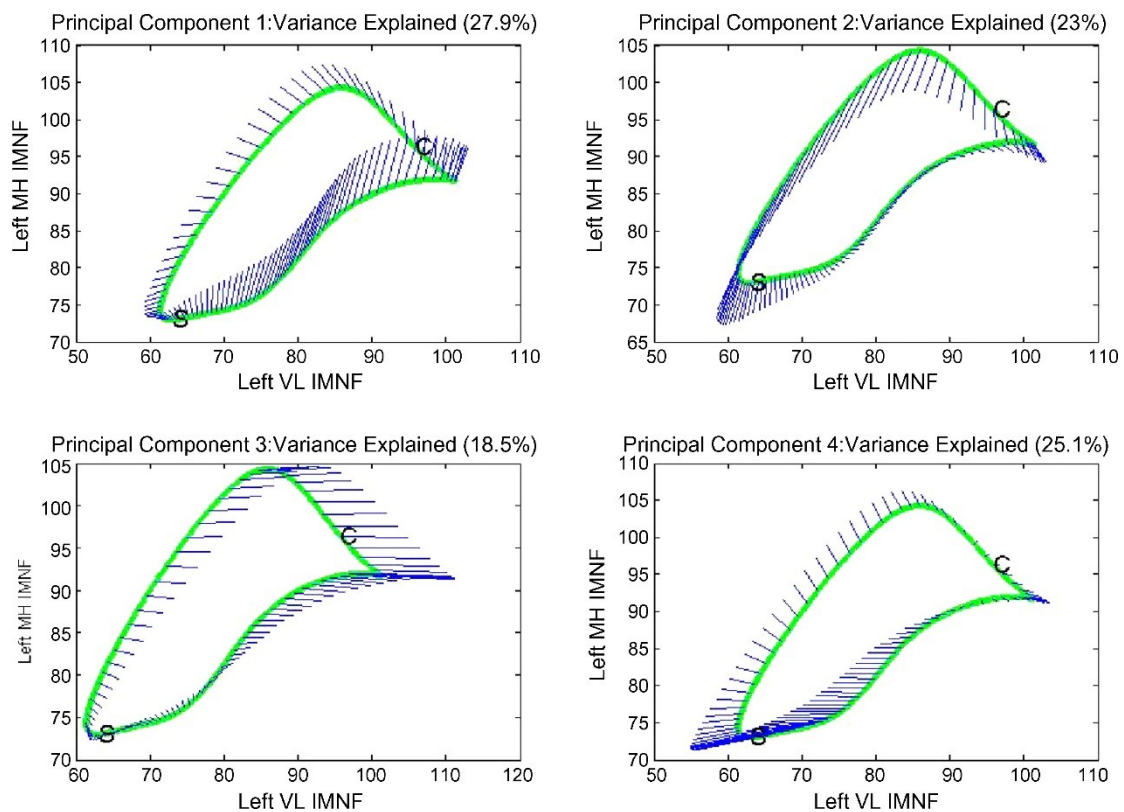 Principal Component 1:Variance Explained (27.9%)
110
105
100
95
90
85
80
75
70
50 60 70 80 90 100 110
Left MH IMNF
Left VL IMNF
C
S
Principal Component 2:Variance Explained (23%)
105
100
95
90
85
80
75
70
65
50 60 70 80 90 100 110
Left MH IMNF
Left VL IMNF
C
S
Principal Component 3:Variance Explained (18.5%)
105
100
95
90
85
80
75
70
60 70 80 90 100 110 120
Left MH IMNF
Left VL IMNF
C
S
Principal Component 4:Variance Explained (25.1%)
110
105
100
95
90
85
80
75
70
50 60 70 80 90 100 110
Left MH IMNF
Left VL IMNF
C
S